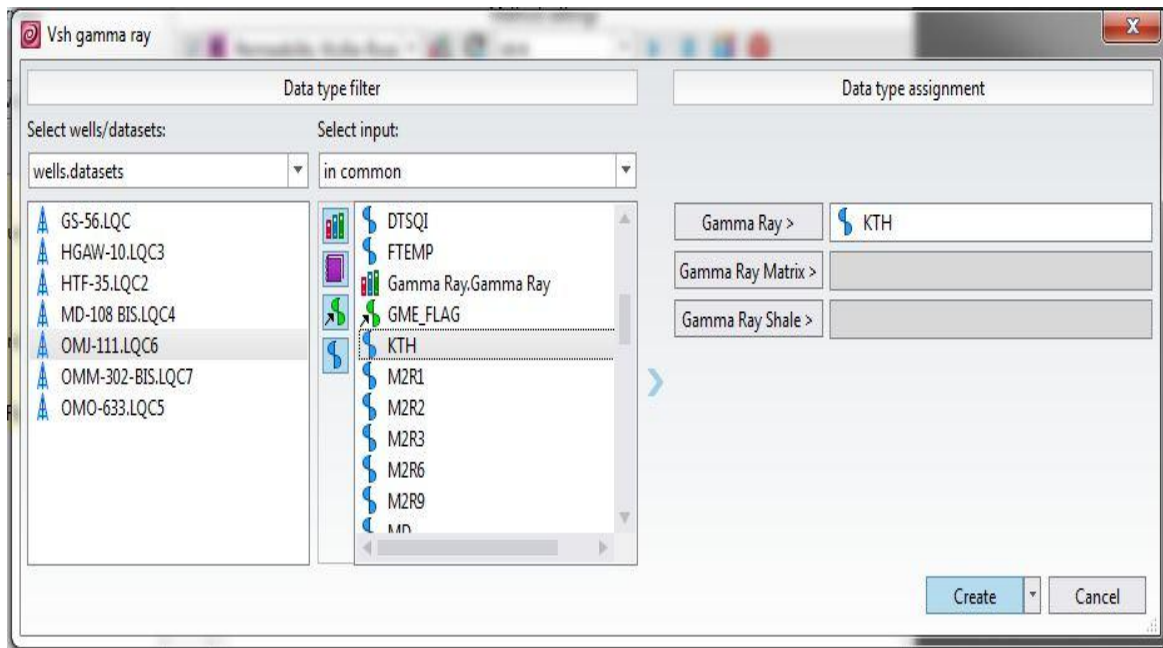 Vsh gamma ray
X
Data type filter
Data type assignment
Select wells/datasets:
Select input:
wells.datasets
in common
GS-56.LQC
HGAW-10.LQC3
HTF-35.LQC2
MD-108 BIS.LQC4
OMJ-111.LQC6
OMM-302-BIS.LQC7
OMO-633.LQC5
DTSQI
FTEMP
Gamma Ray.Gamma Ray
GME_FLAG
KTH
M2R1
M2R2
M2R3
M2R6
M2R9
MD
Gamma Ray >
KTH
Gamma Ray Matrix >
Gamma Ray Shale >
Create
Cancel